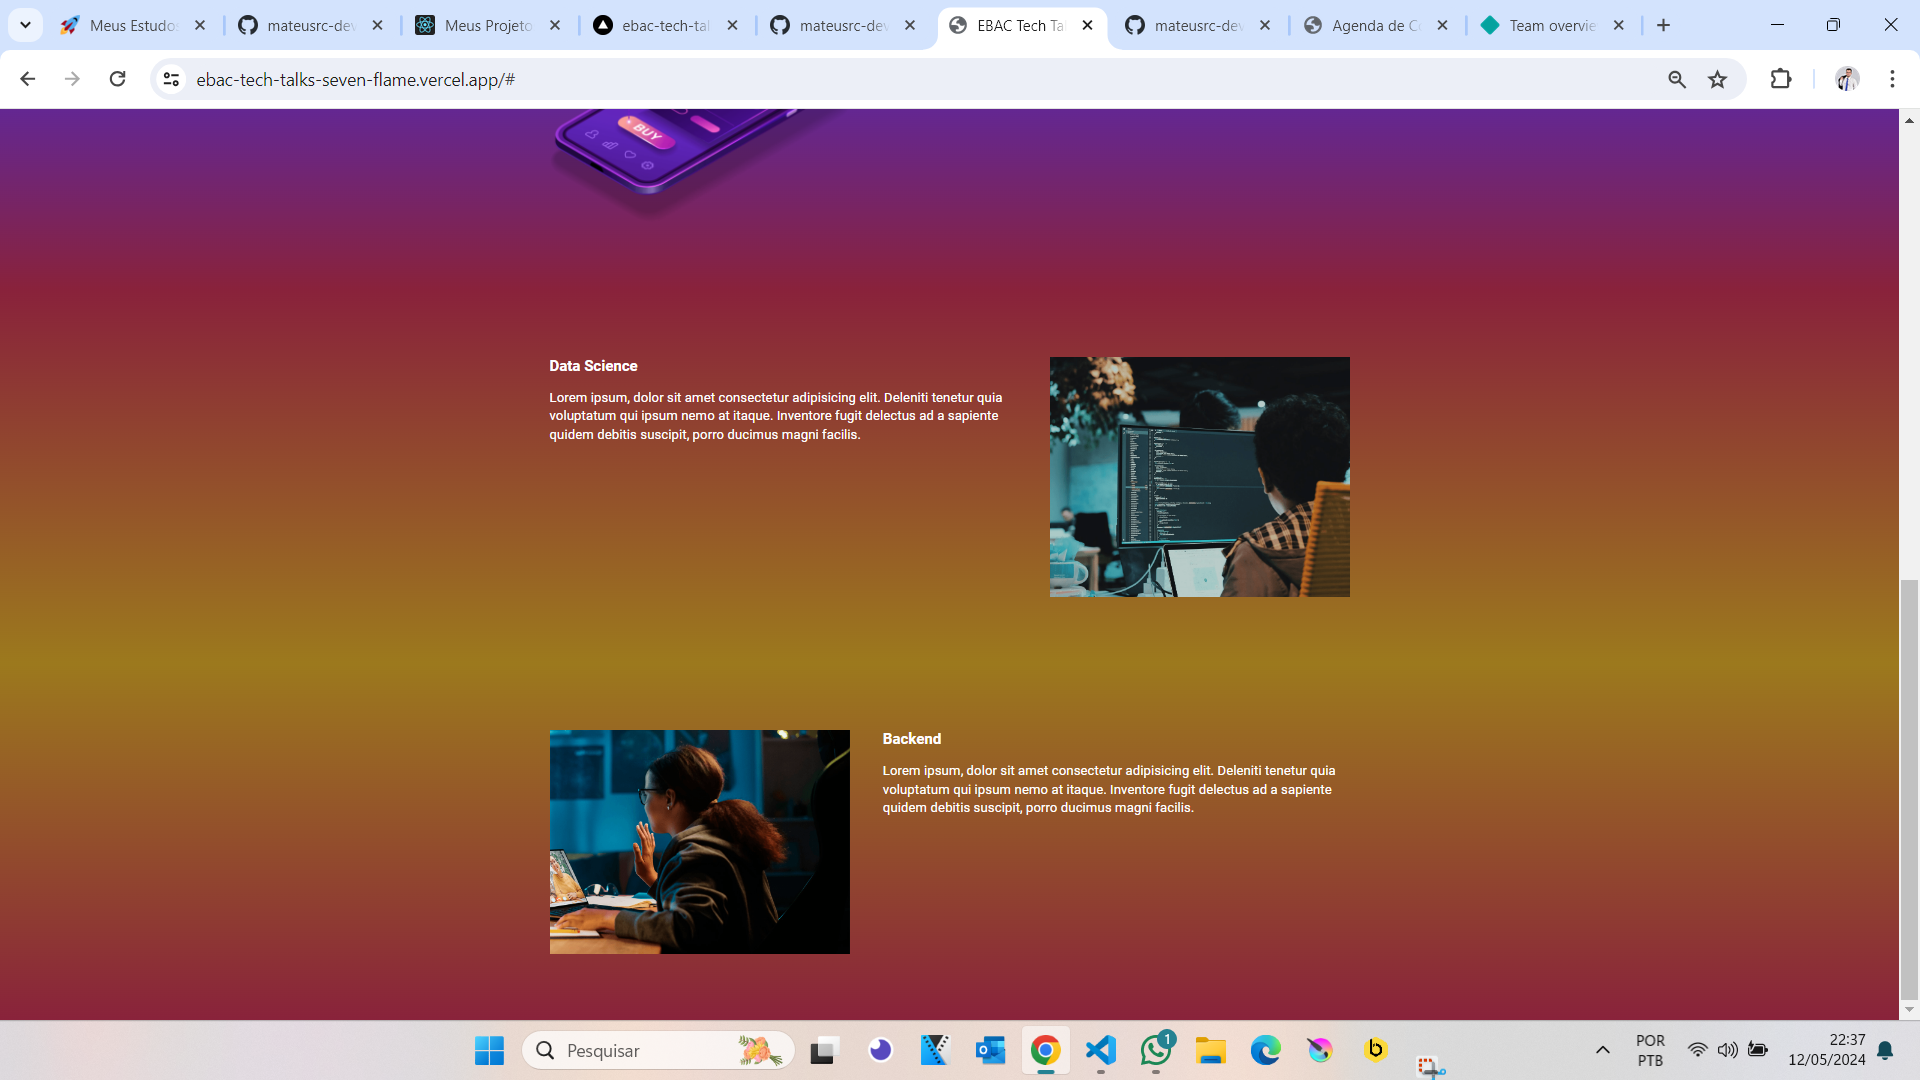 Meus Estudo
mateusrc-dev
Meus Projeto
ebac-tech-tal
mateusrc-dev
EBAC Tech Tal
mateusrc-dev
Agenda de Co
Team overvie
ebac-tech-talks-seven-flame.vercel.app/#
BUY
Data Science
Lorem ipsum, dolor sit amet consectetur adipisicing elit. Deleniti tenetur quia
voluptatum qui ipsum nemo at itaque. Inventore fugit delectus ad a sapiente
quidem debitis suscipit, porro ducimus magni facilis.
Backend
Lorem ipsum, dolor sit amet consectetur adipisicing elit. Deleniti tenetur quia
voluptatum qui ipsum nemo at itaque. Inventore fugit delectus ad a sapiente
quidem debitis suscipit, porro ducimus magni facilis.
Pesquisar
1
POR
PTB
22:37
12/05/2024